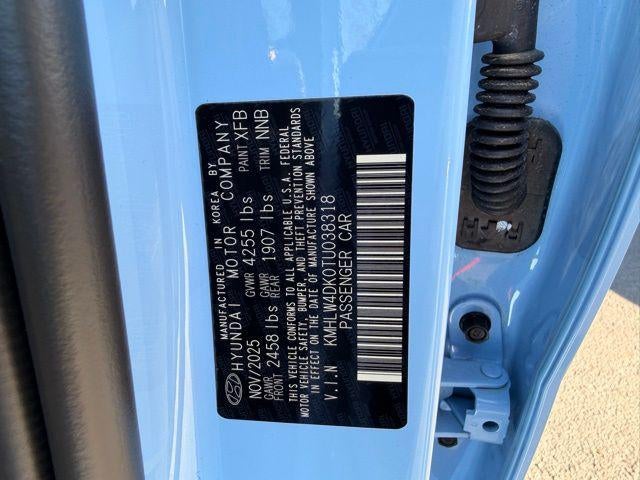 MANUFACTURED IN KOREA BY
HYUNDAI MOTOR COMPANY
NOV/2025 GVWR 4255 lbs PAINT XFB
GAWR FRONT 2458 lbs GAWR REAR 1907 lbs TRIM NNB
THIS VEHICLE CONFORMS TO ALL APPLICABLE U.S.A. FEDERAL
MOTOR VEHICLE SAFETY, BUMPER, AND THEFT PREVENTION STANDARDS
IN EFFECT ON THE DATE OF MANUFACTURE SHOWN ABOVE
V.I.N KMHLW4DK0TU038318
PASSENGER CAR